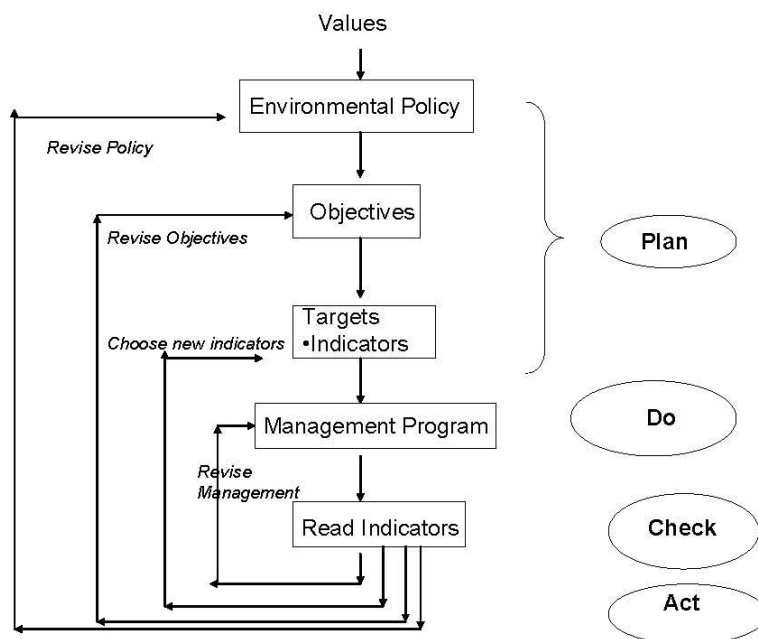 Values
Environmental Policy
Revise Policy
Objectives
Revise Objectives
Plan
Targets
•Indicators
Choose new indicators
Management Program
Do
Revise
Management
Read Indicators
Check
Act